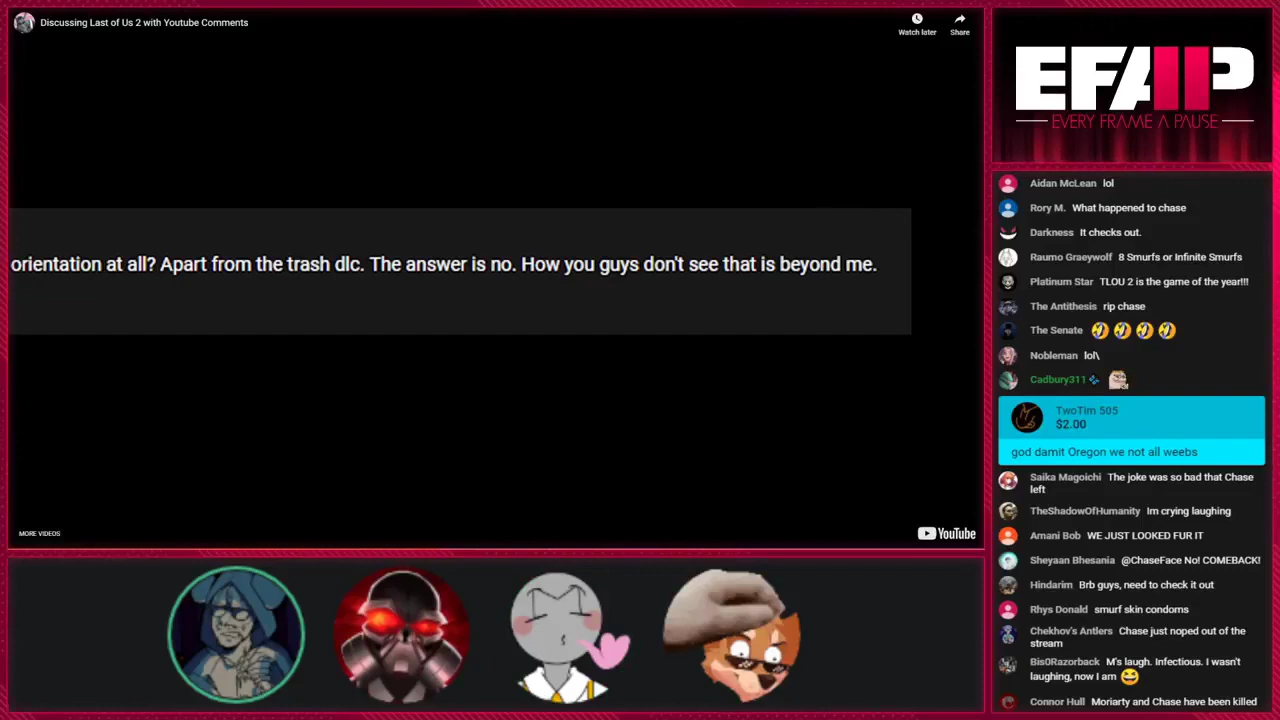 Discussing Last of Us 2 with Youtube Comments
Watch later
Share
orientation at all? Apart from the trash dlc. The answer is no. How you guys don't see that is beyond me.
MORE VIDEOS
YouTube
EFAP
EVERY FRAME A PAUSE
Aidan McLean lol
Rory M. What happened to chase
Darkness It checks out.
Raumo Graeywolf 8 Smurfs or Infinite Smurfs
Platinum Star TLOU 2 is the game of the year!!!
The Antithesis rip chase
The Senate 🤣 🤣 🤣 🤣
Nobleman lol\
Cadbury311
TwoTim 505
$2.00
god damit Oregon we not all weebs
Saika Magoichi The joke was so bad that Chase
left
TheShadowOfHumanity Im crying laughing
Amani Bob WE JUST LOOKED FUR IT
Sheyaan Bhesania @ChaseFace No! COMEBACK!
Hindarim Brb guys, need to check it out
Rhys Donald smurf skin condoms
Chekhov's Antlers Chase just noped out of the
stream
Bis0Razorback M's laugh. Infectious. I wasn't
laughing, now I am 😆
Connor Hull Moriarty and Chase have been killed